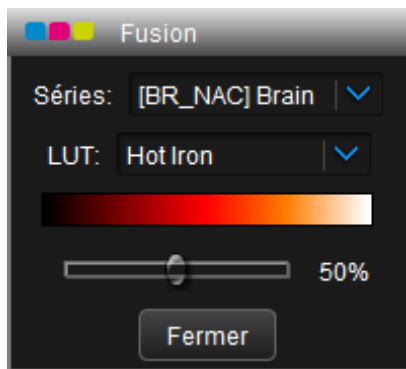 Fusion
Séries: [BR_NAC] Brain
LUT: Hot Iron
50%
Fermer